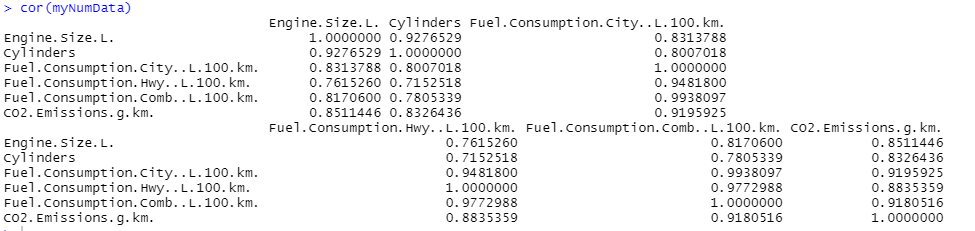 > cor(myNumData)
Engine.Size.L. Cylinders Fuel.Consumption.City..L.100.km.
Engine.Size.L. 1.0000000 0.9276529 0.8313788
Cylinders 0.9276529 1.0000000 0.8007018
Fuel.Consumption.City..L.100.km. 0.8313788 0.8007018 1.0000000
Fuel.Consumption.Hwy..L.100.km. 0.7615260 0.7152518 0.9481800
Fuel.Consumption.Comb..L.100.km. 0.8170600 0.7805339 0.9938097
CO2.Emissions.g.km. 0.8511446 0.8326436 0.9195925
Fuel.Consumption.Hwy..L.100.km. Fuel.Consumption.Comb..L.100.km. CO2.Emissions.g.km.
Engine.Size.L. 0.7615260 0.8170600 0.8511446
Cylinders 0.7152518 0.7805339 0.8326436
Fuel.Consumption.City..L.100.km. 0.9481800 0.9938097 0.9195925
Fuel.Consumption.Hwy..L.100.km. 1.0000000 0.9772988 0.8835359
Fuel.Consumption.Comb..L.100.km. 0.9772988 1.0000000 0.9180516
CO2.Emissions.g.km. 0.8835359 0.9180516 1.0000000